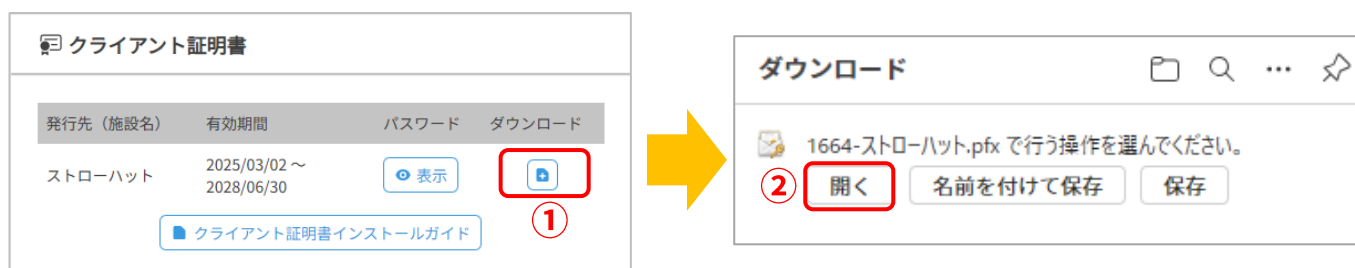 クライアント証明書
発行先（施設名） 有効期間 パスワード ダウンロード
ストローハット 2025/03/02 ～ 表示
2028/06/30
クライアント証明書インストールガイド
①
ダウンロード
1664-ストローハット.pfx で行う操作を選んでください。
② 開く 名前を付けて保存 保存